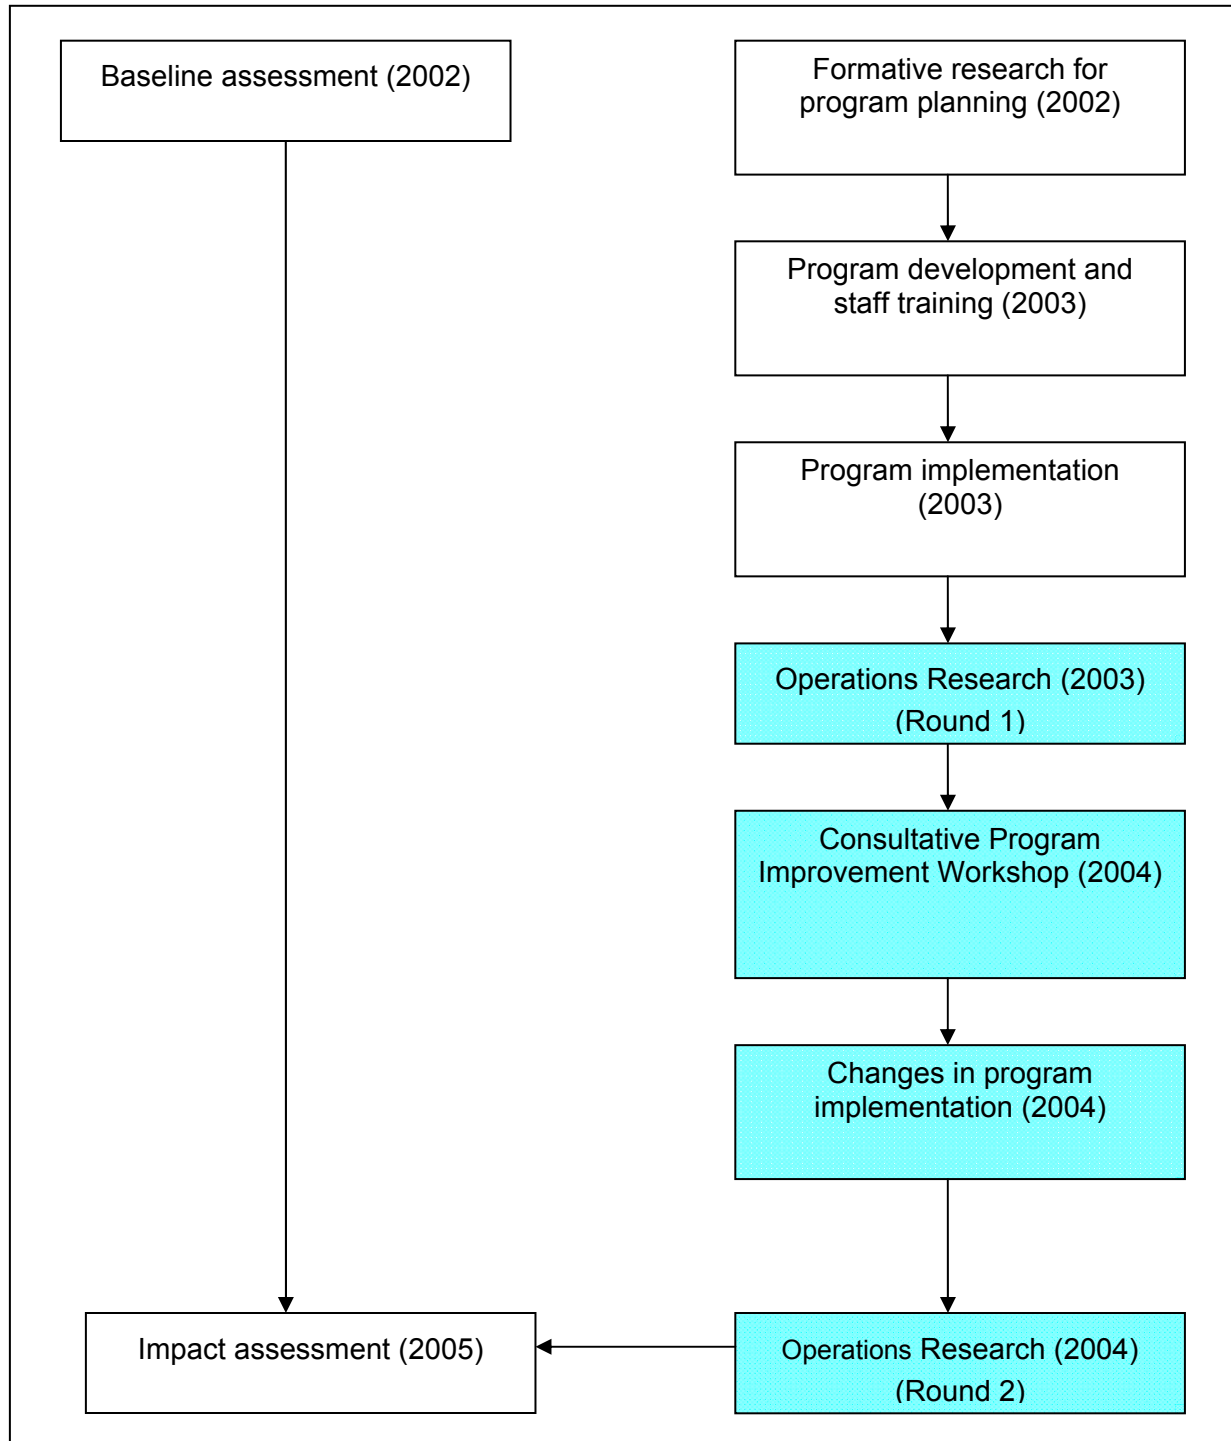 Baseline assessment (2002)
Formative research for
program planning (2002)
Program development and
staff training (2003)
Program implementation
(2003)
Operations Research (2003)
(Round 1)
Consultative Program
Improvement Workshop (2004)
Changes in program
implementation (2004)
Impact assessment (2005)
Operations Research (2004)
(Round 2)